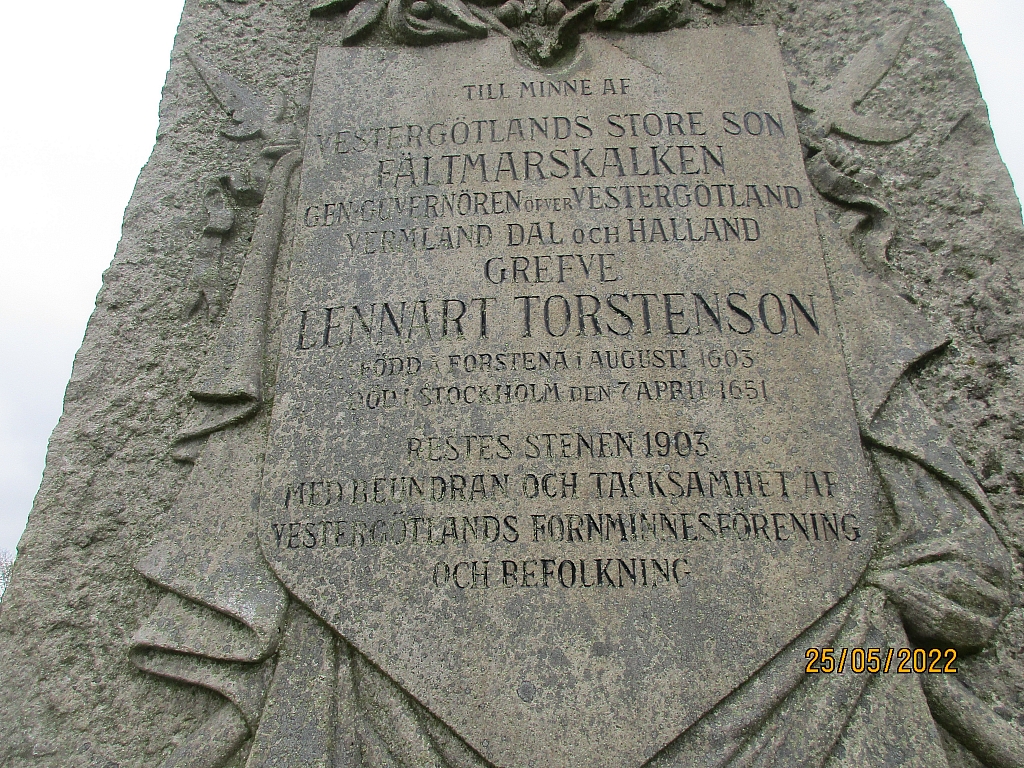 TILL MINNE AF
VESTERGÖTLANDS STORE SON
FÄLTMARSKALKEN
GEN: GUVERNÖREN ÖFVER VESTERGÖTLAND
VERMLAND DAL OCH HALLAND
GREFVE
LENNART TORSTENSON
FÖDD Å FORSTENA I AUGUSTI 1603
DÖD I STOCKHOLM DEN 7 APRIL 1651
RESTES STENEN 1903
MED BEUNDRAN OCH TACKSAMHET AF
VESTERGÖTLANDS FORNMINNESFÖRENING
OCH BEFOLKNING
25/05/2022